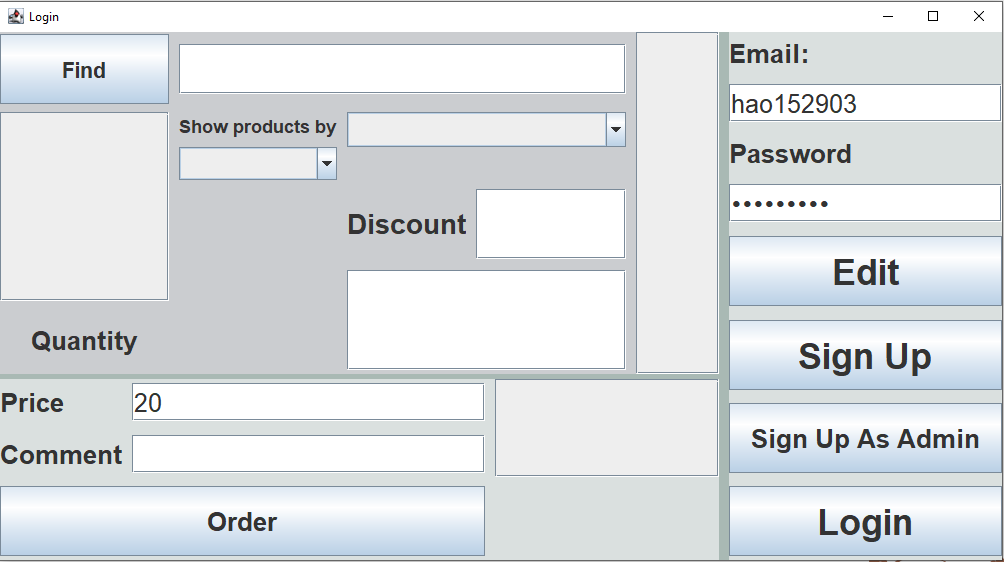 Login
Find
Show products by
Discount
Quantity
Price
20
Comment
Order
Email:
hao152903
Password
•••••••••
Edit
Sign Up
Sign Up As Admin
Login